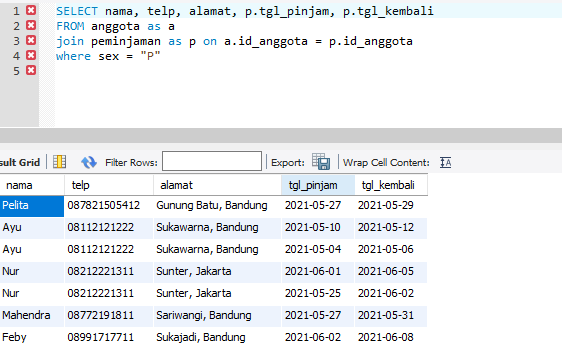 1 SELECT nama, telp, alamat, p.tgl_pinjam, p.tgl_kembali
2 FROM anggota as a
3 join peminjaman as p on a.id_anggota = p.id_anggota
4 where sex = "P"
5
sult Grid Filter Rows: Export: Wrap Cell Content: IA
nama telp alamat tgl_pinjam tgl_kembali
Pelita 087821505412 Gunung Batu, Bandung 2021-05-27 2021-05-29
Ayu 08112121222 Sukawarna, Bandung 2021-05-10 2021-05-12
Ayu 08112121222 Sukawarna, Bandung 2021-05-04 2021-05-06
Nur 08212221311 Sunter, Jakarta 2021-06-01 2021-06-05
Nur 08212221311 Sunter, Jakarta 2021-05-25 2021-06-02
Mahendra 08772191811 Sariwangi, Bandung 2021-05-27 2021-05-31
Feby 08991717711 Sukajadi, Bandung 2021-06-02 2021-06-08